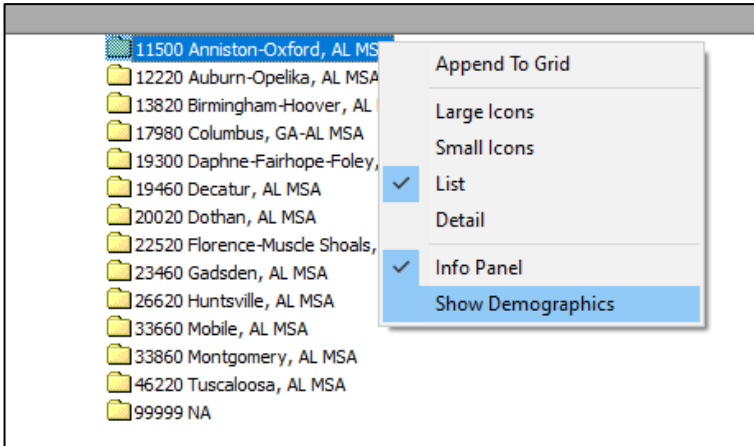 11500 Anniston-Oxford, AL MS
12220 Auburn-Opelika, AL MSA
13820 Birmingham-Hoover, AL
17980 Columbus, GA-AL MSA
19300 Daphne-Fairhope-Foley,
19460 Decatur, AL MSA
20020 Dothan, AL MSA
22520 Florence-Muscle Shoals,
23460 Gadsden, AL MSA
26620 Huntsville, AL MSA
33660 Mobile, AL MSA
33860 Montgomery, AL MSA
46220 Tuscaloosa, AL MSA
99999 NA
Append To Grid
Large Icons
Small Icons
List
Detail
Info Panel
Show Demographics